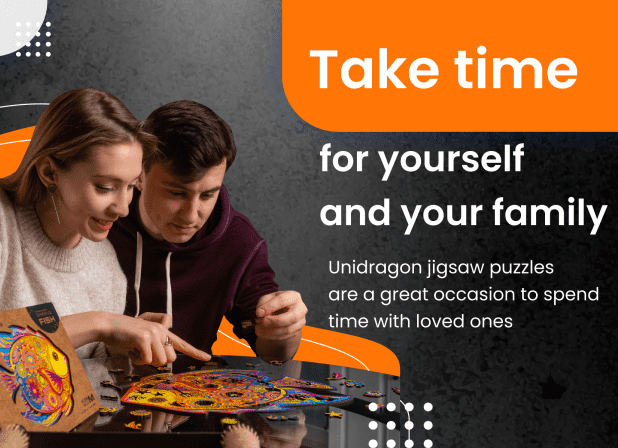 Take time
for yourself
and your family
Unidragon jigsaw puzzles
are a great occasion to spend
time with loved ones
FISH